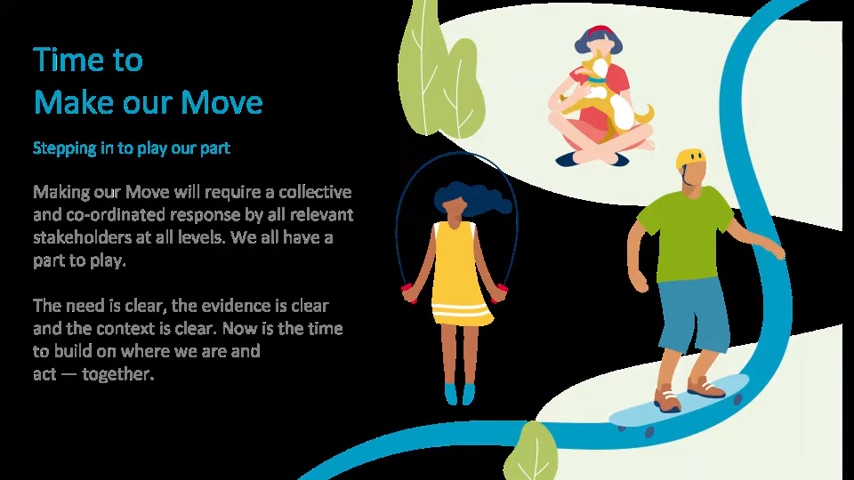 Time to
Make our Move
Stepping in to play our part
Making our Move will require a collective
and co-ordinated response by all relevant
stakeholders at all levels. We all have a
part to play.
The need is clear, the evidence is clear
and the context is clear. Now is the time
to build on where we are and
act — together.